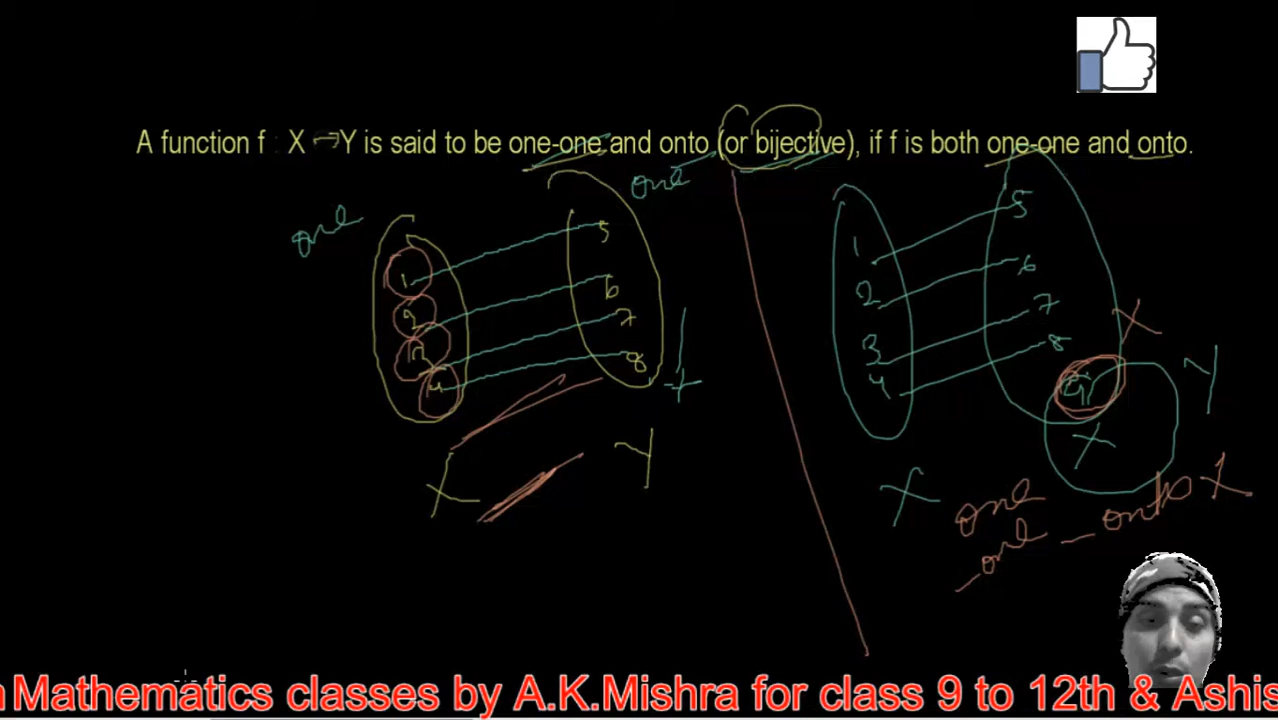 A function f : X → Y is said to be one-one and onto (or bijective), if f is both one-one and onto.
one
one
1 5
2 6
3 7
4 8
X Y
1 5
2 6
3 7
4 8
9
X
Y
X
one
_one_onto X
Mathematics classes by A.K.Mishra for class 9 to 12th & Ashis